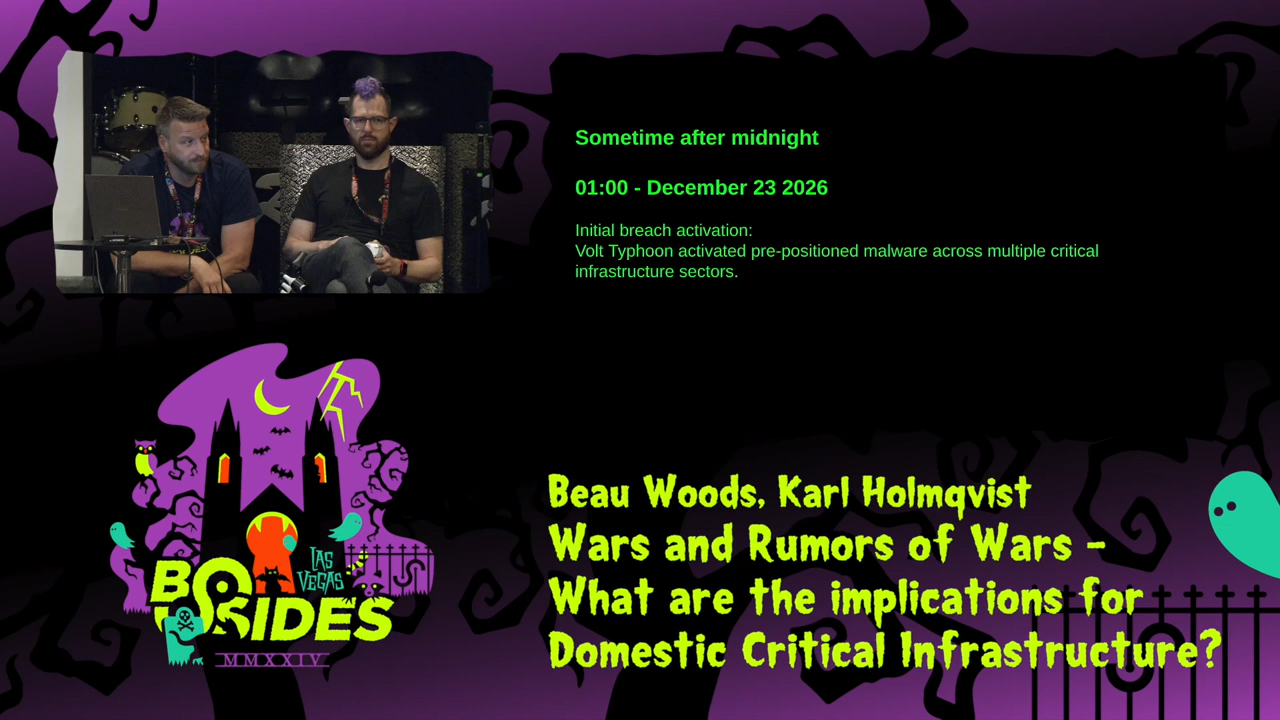 Sometime after midnight
01:00 - December 23 2026
Initial breach activation:
Volt Typhoon activated pre-positioned malware across multiple critical
infrastructure sectors.
LAS
VEGAS
BSIDES
MMXXIV
Beau Woods, Karl Holmqvist
Wars and Rumors of Wars -
What are the implications for
Domestic Critical Infrastructure?